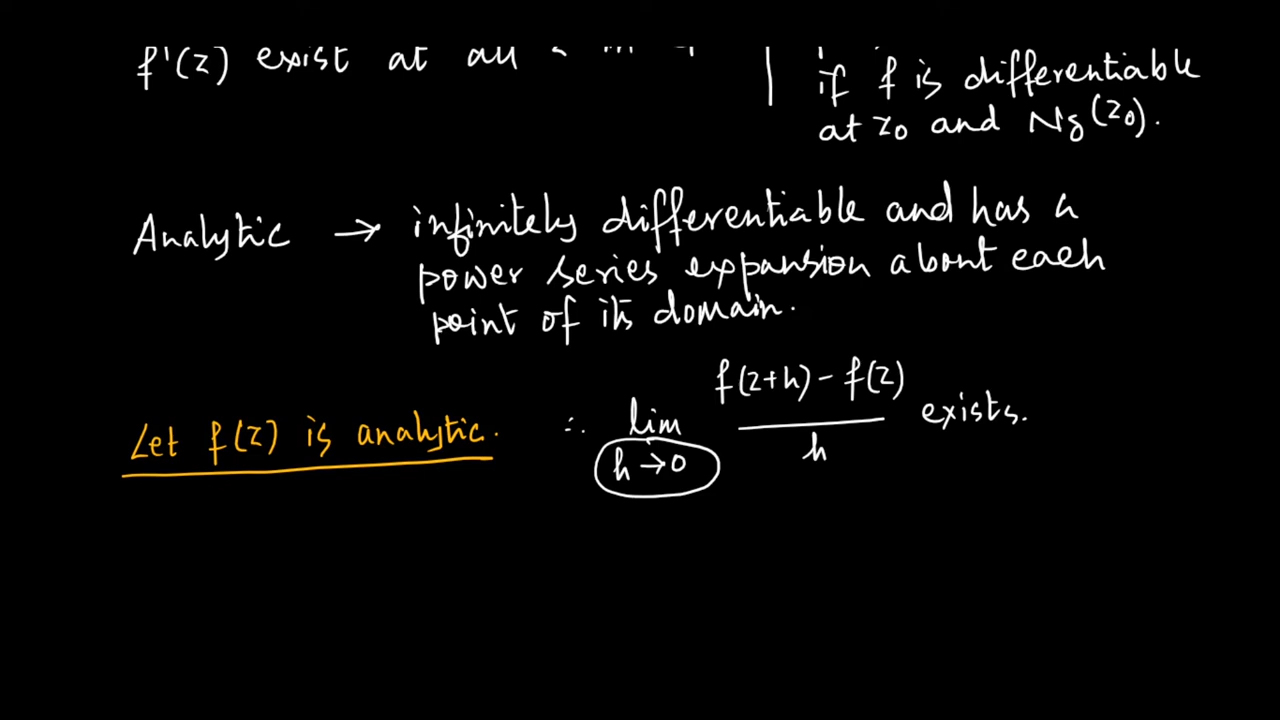 f'(z) exist at all
if f is differentiable
at z0 and Nδ(z0).
Analytic → infinitely differentiable and has a
power series expansion about each
point of its domain.
Let f(z) is analytic. ∴ lim h→0 f(z+h) - f(z) / h exists.